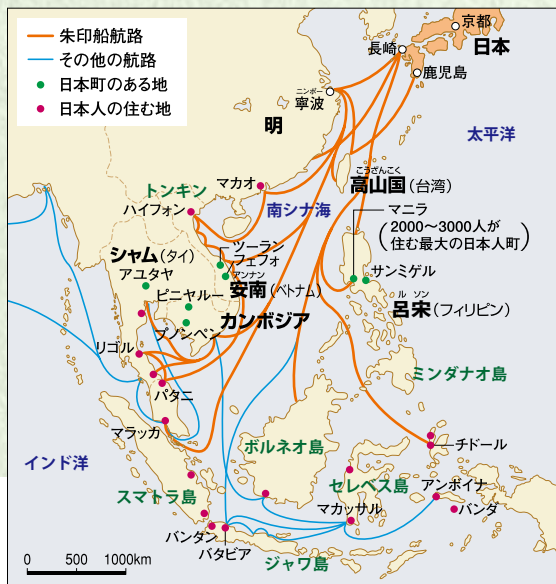 朱印船航路
その他の航路
日本町のある地
日本人の住む地
京都
日本
長崎
鹿児島
ニンポー
寧波
明
太平洋
こうざんこく
高山国(台湾)
マカオ
トンキン
ハイフォン
南シナ海
マニラ
(2000〜3000人が
住む最大の日本人町)
ツーラン
フェフォ
シャム(タイ)
アユタヤ
アンナン
安南(ベトナム)
サンミゲル
ルソン
呂宋(フィリピン)
ピニャルー
カンボジア
プノンペン
リゴル
パタニ
ミンダナオ島
マラッカ
チドール
ボルネオ島
インド洋
セレベス島
アンボイナ
スマトラ島
マカッサル
バンダ
バンタン
バタビア
ジャワ島
0 500 1000km